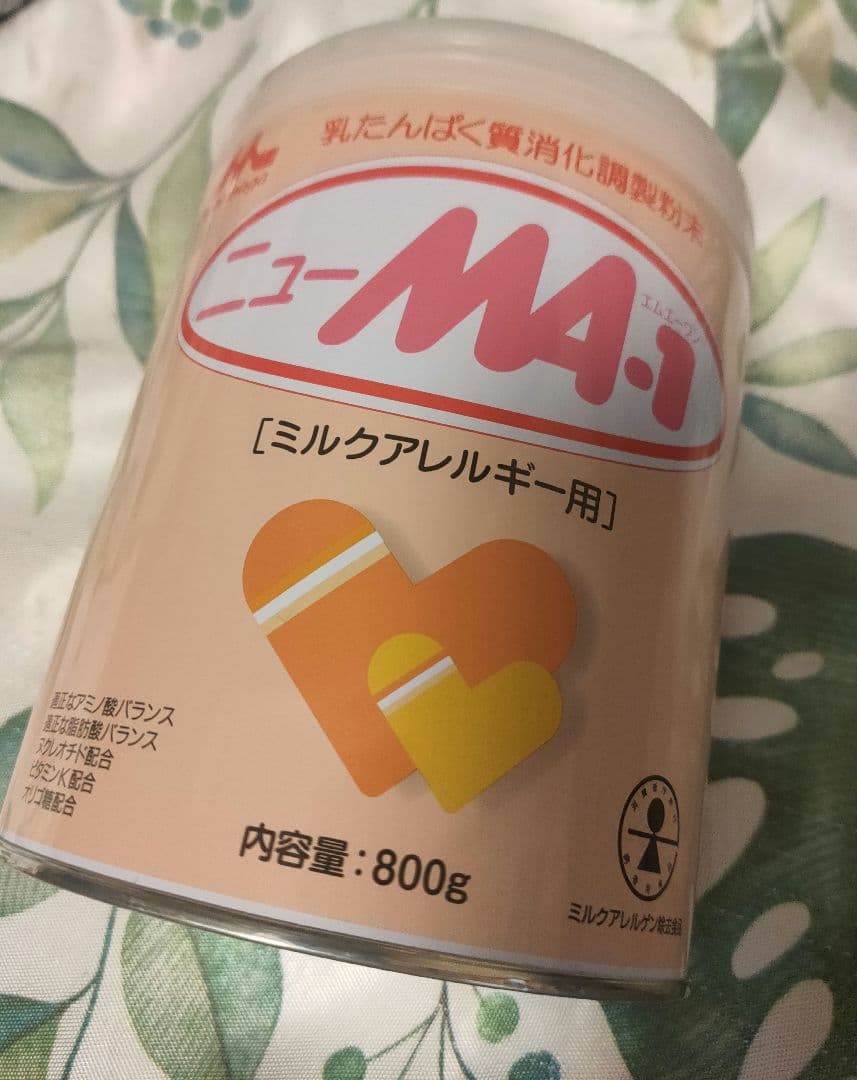 乳たんぱく質消化調製粉末
ニューMA-1
エムエーワン
[ミルクアレルギー用]
適正なアミノ酸バランス
適正な脂肪酸バランス
ヌクレオチド配合
ビタミンK配合
オリゴ糖配合
内容量:800g
ミルクアレルゲン除去食品